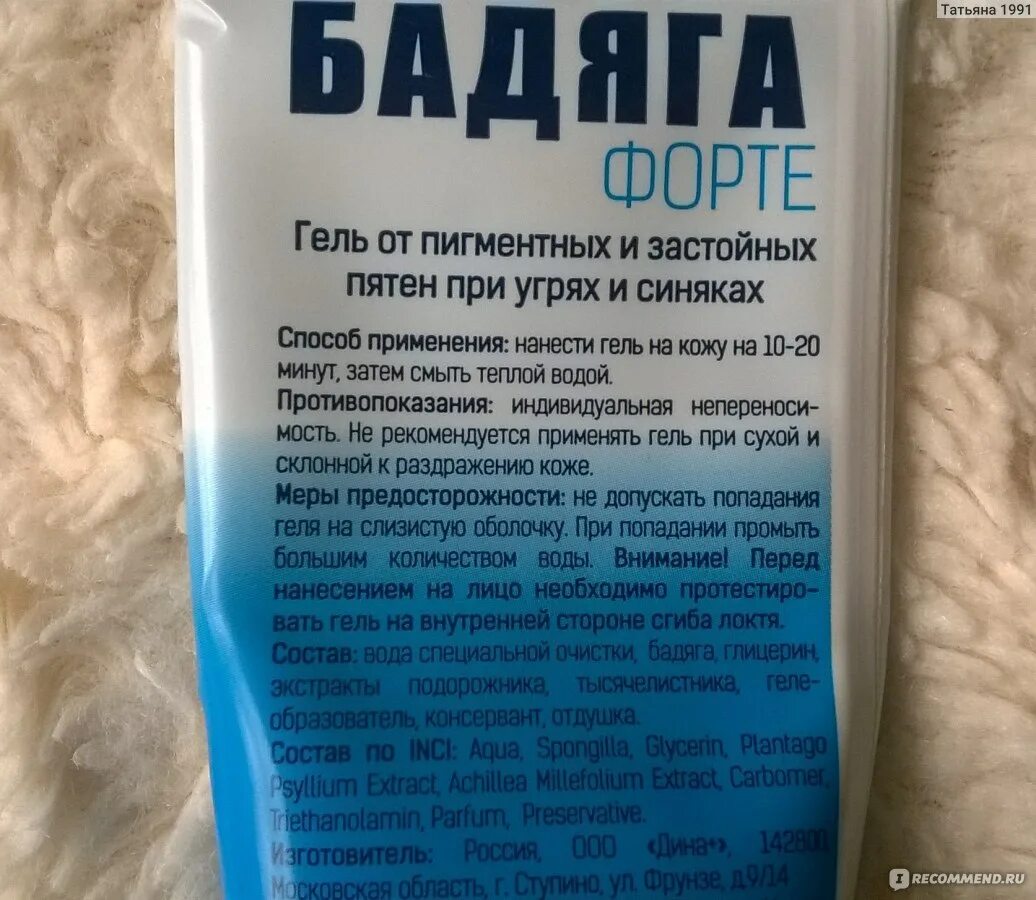 Татьяна 1991
БАДЯГА
ФОРТЕ
Гель от пигментных и застойных
пятен при угрях и синяках
Способ применения: нанести гель на кожу на 10-20
минут, затем смыть теплой водой.
Противопоказания: индивидуальная непереноси-
мость. Не рекомендуется применять гель при сухой и
склонной к раздражению коже.
Меры предосторожности: не допускать попадания
геля на слизистую оболочку. При попадании промыть
большим количеством воды. Внимание! Перед
нанесением на лицо необходимо протестиро-
вать гель на внутренней стороне сгиба локтя.
Состав: вода специальной очистки, бадяга, глицерин,
экстракты подорожника, тысячелистника, геле-
образователь, консервант, отдушка.
Состав по INCI: Aqua, Spongilla, Glycerin, Plantago
Psyllium Extract, Achillea Millefolium Extract, Carbomer,
Triethanolamin, Parfum, Preservative.
Изготовитель: Россия, ООО «Дина+», 142800
Московская область, г. Ступино, ул. Фрунзе, д.9/14
IRECOMMEND.RU